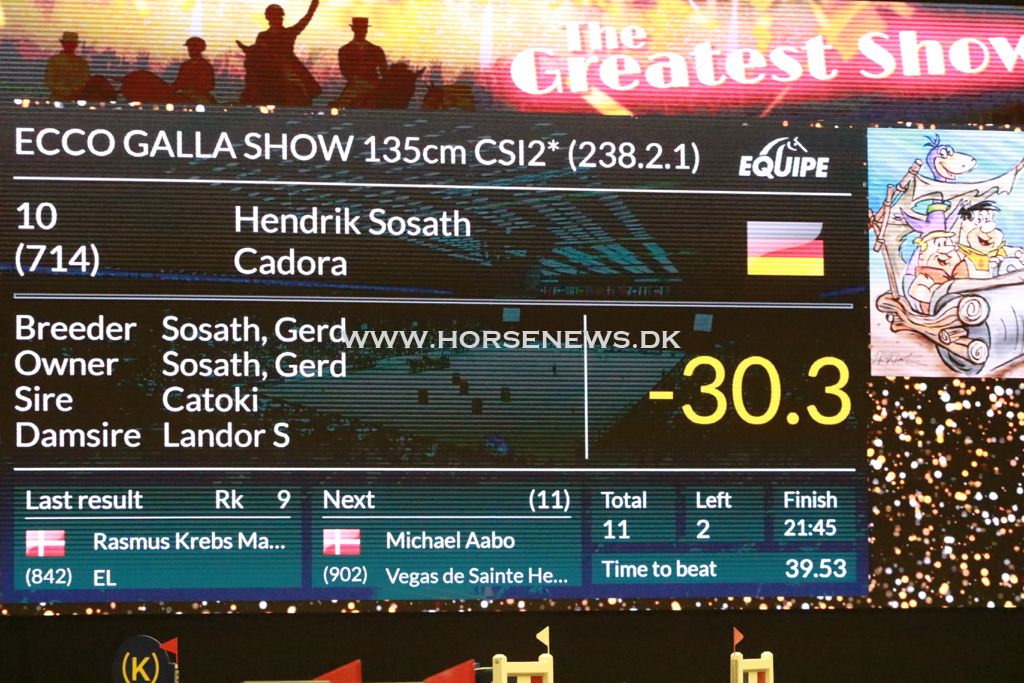 The
Greatest Show
ECCO GALLA SHOW 135cm CSI2* (238.2.1)
EQUIPE
10 Hendrik Sosath
(714) Cadora
Breeder Sosath, Gerd
Owner Sosath, Gerd
Sire Catoki
Damsire Landor S
-30.3
WWW.HORSENEWS.DK
Last result Rk 9
Rasmus Krebs Ma...
(842) EL
Next (11)
Michael Aabo
(902) Vegas de Sainte He...
Total Left Finish
11 2 21:45
Time to beat 39.53
(K)